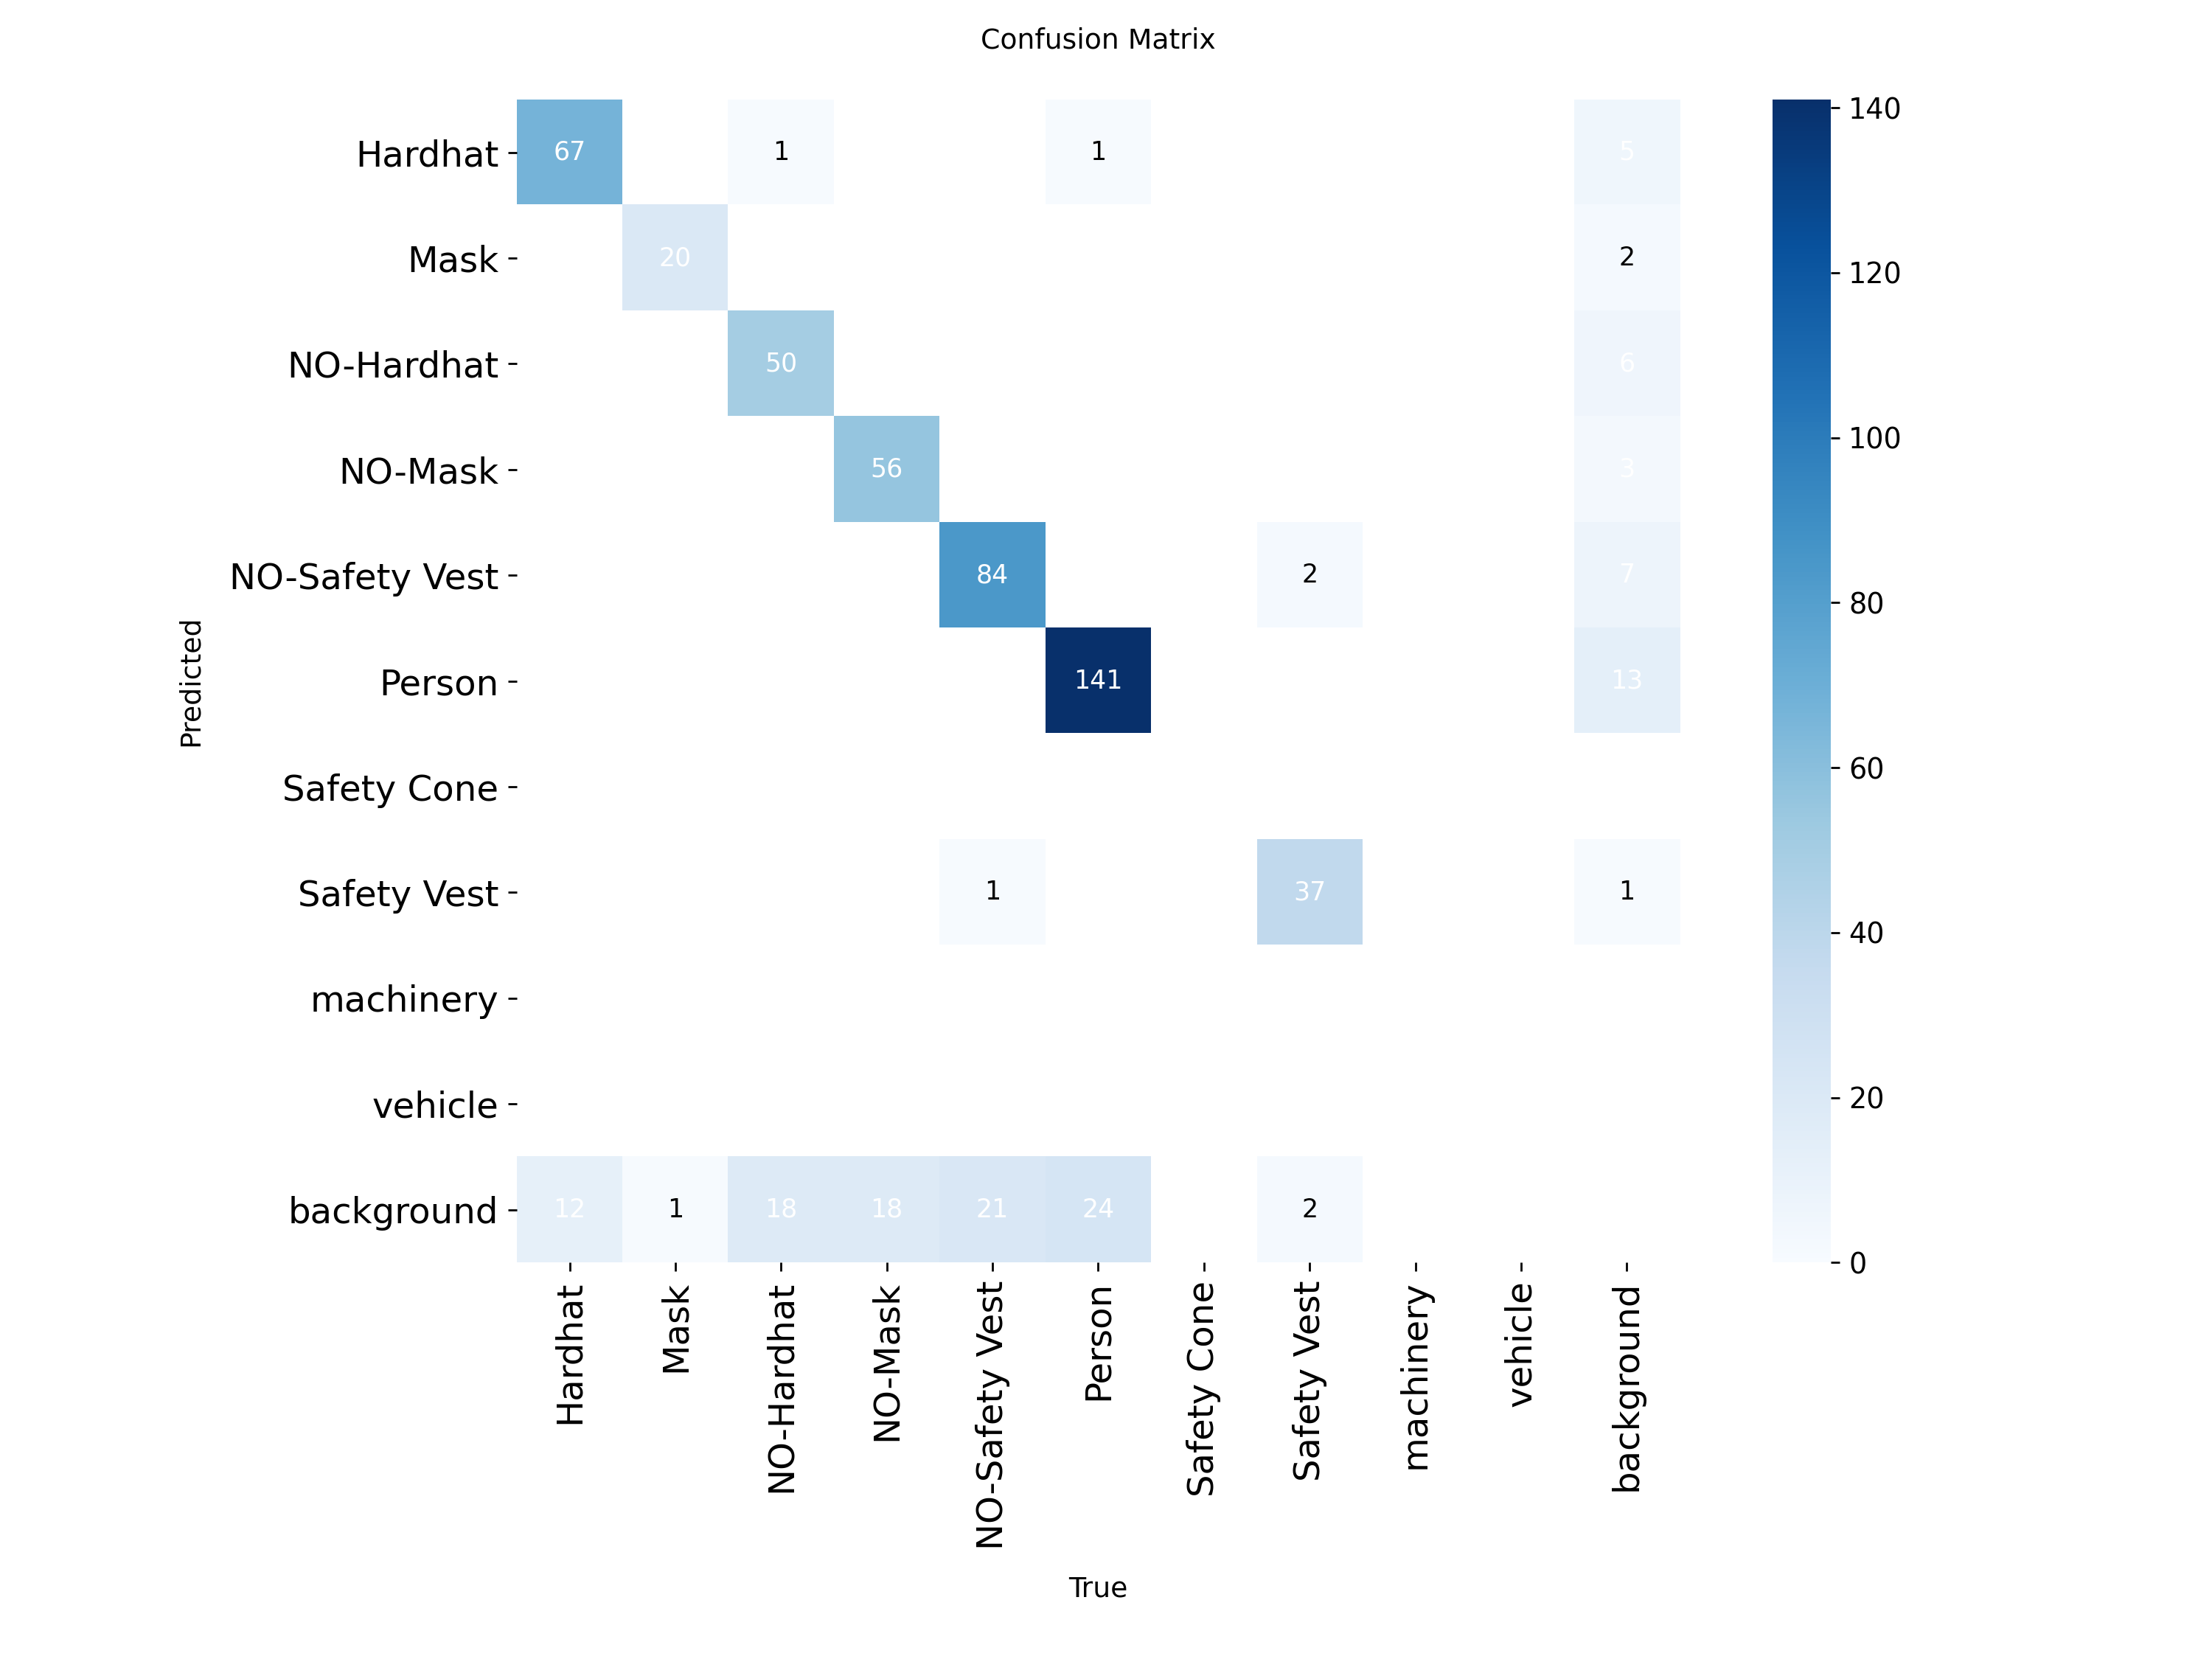 Confusion Matrix
Hardhat 67 1 1 5
Mask 20 2
NO-Hardhat 50 6
NO-Mask 56 3
NO-Safety Vest 84 2 7
Person 141 13
Safety Cone
Safety Vest 1 37 1
machinery
vehicle
background 12 1 18 18 21 24 2
Predicted
Hardhat
Mask
NO-Hardhat
NO-Mask
NO-Safety Vest
Person
Safety Cone
Safety Vest
machinery
vehicle
background
True
140
120
100
80
60
40
20
0